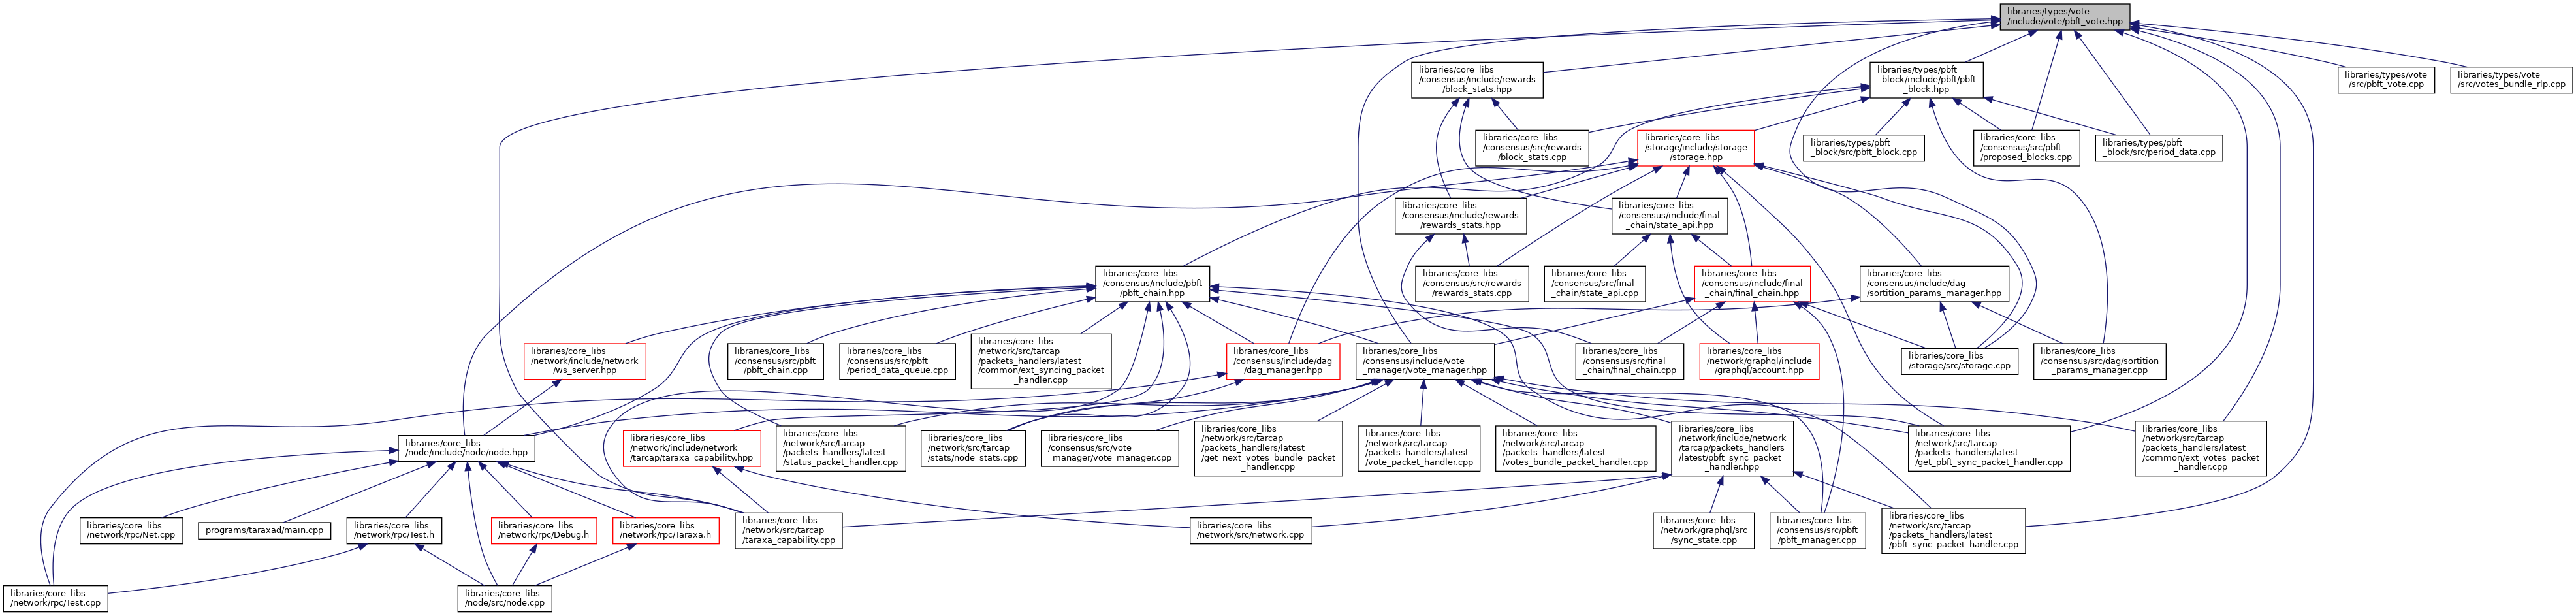 libraries/types/vote
/include/vote/pbft_vote.hpp
libraries/core_libs
/consensus/include/rewards
/block_stats.hpp
libraries/types/pbft
_block/include/pbft/pbft
_block.hpp
libraries/types/vote
/src/pbft_vote.cpp
libraries/types/vote
/src/votes_bundle_rlp.cpp
libraries/core_libs
/consensus/src/rewards
/block_stats.cpp
libraries/core_libs
/storage/include/storage
/storage.hpp
libraries/types/pbft
_block/src/pbft_block.cpp
libraries/core_libs
/consensus/src/pbft
/proposed_blocks.cpp
libraries/types/pbft
_block/src/period_data.cpp
libraries/core_libs
/consensus/include/rewards
/rewards_stats.hpp
libraries/core_libs
/consensus/include/final
_chain/state_api.hpp
libraries/core_libs
/consensus/include/pbft
/pbft_chain.hpp
libraries/core_libs
/consensus/src/rewards
/rewards_stats.cpp
libraries/core_libs
/consensus/src/final
_chain/state_api.cpp
libraries/core_libs
/consensus/include/final
_chain/final_chain.hpp
libraries/core_libs
/consensus/include/dag
/sortition_params_manager.hpp
libraries/core_libs
/network/include/network
/ws_server.hpp
libraries/core_libs
/consensus/src/pbft
/pbft_chain.cpp
libraries/core_libs
/consensus/src/pbft
/period_data_queue.cpp
libraries/core_libs
/network/src/tarcap
/packets_handlers/latest
/common/ext_syncing_packet
_handler.cpp
libraries/core_libs
/consensus/include/dag
/dag_manager.hpp
libraries/core_libs
/consensus/include/vote
_manager/vote_manager.hpp
libraries/core_libs
/consensus/src/final
_chain/final_chain.cpp
libraries/core_libs
/network/graphql/include
/graphql/account.hpp
libraries/core_libs
/storage/src/storage.cpp
libraries/core_libs
/consensus/src/dag/sortition
_params_manager.cpp
libraries/core_libs
/node/include/node/node.hpp
libraries/core_libs
/network/include/network
/tarcap/taraxa_capability.hpp
libraries/core_libs
/network/src/tarcap
/packets_handlers/latest
/status_packet_handler.cpp
libraries/core_libs
/network/src/tarcap
/stats/node_stats.cpp
libraries/core_libs
/consensus/src/vote
_manager/vote_manager.cpp
libraries/core_libs
/network/src/tarcap
/packets_handlers/latest
/get_next_votes_bundle_packet
_handler.cpp
libraries/core_libs
/network/src/tarcap
/packets_handlers/latest
/vote_packet_handler.cpp
libraries/core_libs
/network/src/tarcap
/packets_handlers/latest
/votes_bundle_packet_handler.cpp
libraries/core_libs
/network/include/network
/tarcap/packets_handlers
/latest/pbft_sync_packet
_handler.hpp
libraries/core_libs
/network/src/tarcap
/packets_handlers/latest
/get_pbft_sync_packet_handler.cpp
libraries/core_libs
/network/src/tarcap
/packets_handlers/latest
/common/ext_votes_packet
_handler.cpp
libraries/core_libs
/network/rpc/Net.cpp
programs/taraxad/main.cpp
libraries/core_libs
/network/rpc/Test.h
libraries/core_libs
/network/rpc/Debug.h
libraries/core_libs
/network/rpc/Taraxa.h
libraries/core_libs
/network/src/tarcap
/taraxa_capability.cpp
libraries/core_libs
/network/src/network.cpp
libraries/core_libs
/network/graphql/src
/sync_state.cpp
libraries/core_libs
/consensus/src/pbft
/pbft_manager.cpp
libraries/core_libs
/network/src/tarcap
/packets_handlers/latest
/pbft_sync_packet_handler.cpp
libraries/core_libs
/network/rpc/Test.cpp
libraries/core_libs
/node/src/node.cpp